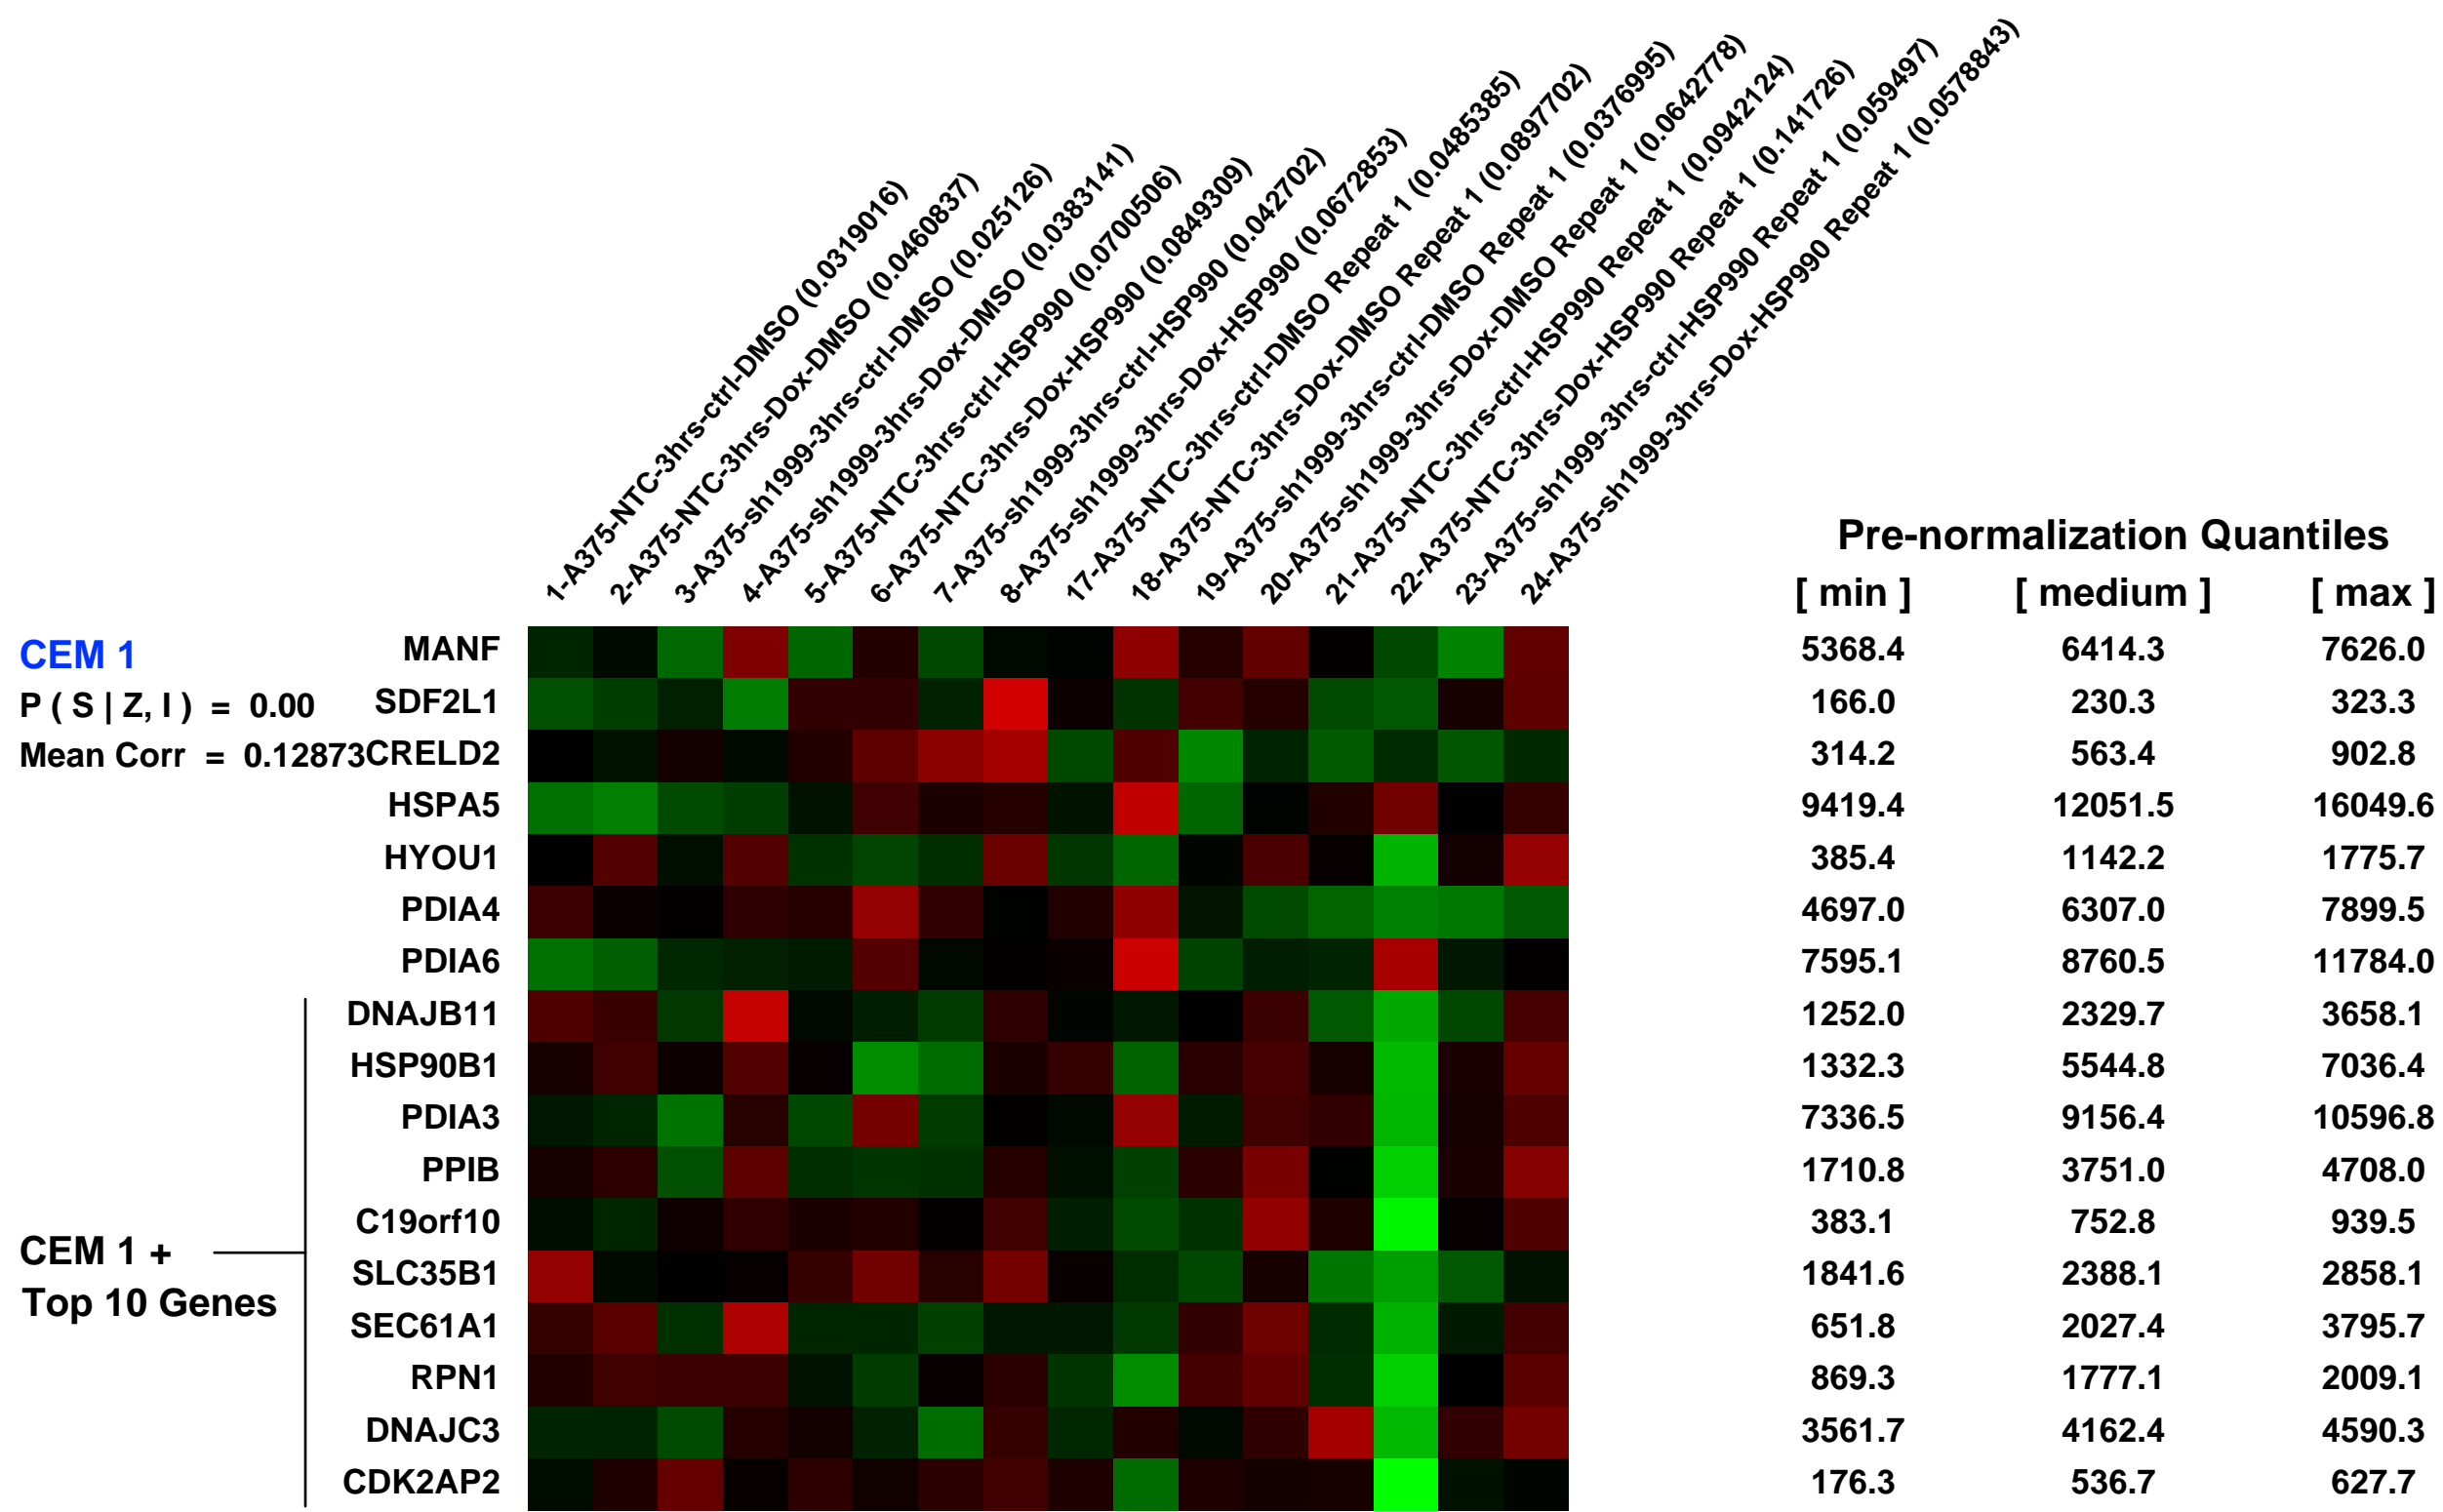 1-A375-NTC-3hrs-ctrl-DMSO (0.0319016)
2-A375-NTC-3hrs-Dox-DMSO (0.0460837)
3-A375-sh1999-3hrs-ctrl-DMSO (0.025126)
4-A375-sh1999-3hrs-Dox-DMSO (0.0383141)
5-A375-NTC-3hrs-ctrl-HSP990 (0.0700506)
6-A375-NTC-3hrs-Dox-HSP990 (0.0849309)
7-A375-sh1999-3hrs-ctrl-HSP990 (0.042702)
8-A375-sh1999-3hrs-Dox-HSP990 (0.0672853)
17-A375-NTC-3hrs-ctrl-DMSO Repeat 1 (0.0485385)
18-A375-NTC-3hrs-Dox-DMSO Repeat 1 (0.0897702)
19-A375-sh1999-3hrs-ctrl-DMSO Repeat 1 (0.0376995)
20-A375-sh1999-3hrs-Dox-DMSO Repeat 1 (0.0642778)
21-A375-NTC-3hrs-ctrl-HSP990 Repeat 1 (0.0942124)
22-A375-NTC-3hrs-Dox-HSP990 Repeat 1 (0.141726)
23-A375-sh1999-3hrs-ctrl-HSP990 Repeat 1 (0.059497)
24-A375-sh1999-3hrs-Dox-HSP990 Repeat 1 (0.0578843)
Pre-normalization Quantiles
[ min ] [ medium ] [ max ]
CEM 1 MANF 5368.4 6414.3 7626.0
P ( S | Z, I ) = 0.00 SDF2L1 166.0 230.3 323.3
Mean Corr = 0.12873 CRELD2 314.2 563.4 902.8
HSPA5 9419.4 12051.5 16049.6
HYOU1 385.4 1142.2 1775.7
PDIA4 4697.0 6307.0 7899.5
PDIA6 7595.1 8760.5 11784.0
DNAJB11 1252.0 2329.7 3658.1
HSP90B1 1332.3 5544.8 7036.4
PDIA3 7336.5 9156.4 10596.8
PPIB 1710.8 3751.0 4708.0
C19orf10 383.1 752.8 939.5
CEM 1 +
SLC35B1 1841.6 2388.1 2858.1
Top 10 Genes
SEC61A1 651.8 2027.4 3795.7
RPN1 869.3 1777.1 2009.1
DNAJC3 3561.7 4162.4 4590.3
CDK2AP2 176.3 536.7 627.7